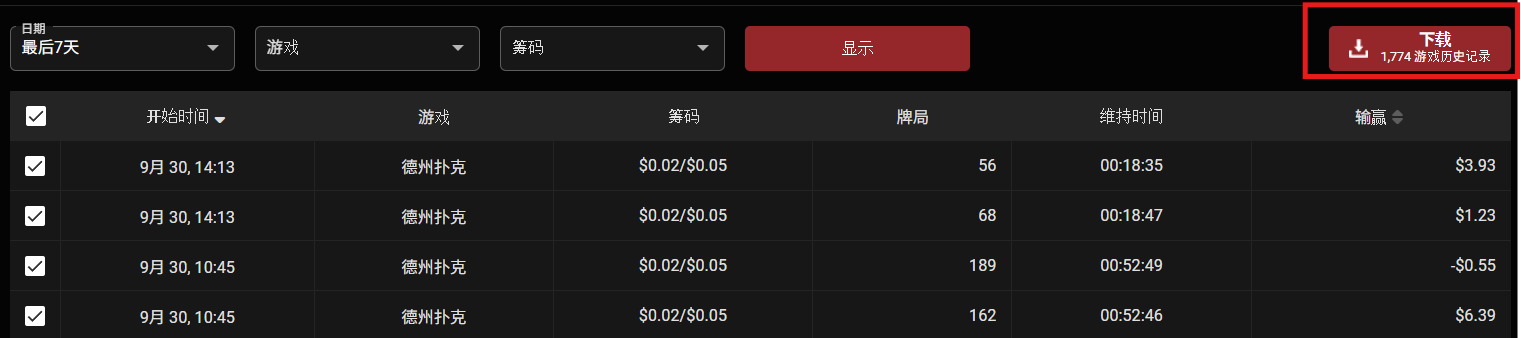 日期
最后7天
游戏
筹码
显示
下载
1,774 游戏历史记录
开始时间 游戏 筹码 牌局 维持时间 输赢
9月 30, 14:13 德州扑克 $0.02/$0.05 56 00:18:35 $3.93
9月 30, 14:13 德州扑克 $0.02/$0.05 68 00:18:47 $1.23
9月 30, 10:45 德州扑克 $0.02/$0.05 189 00:52:49 -$0.55
9月 30, 10:45 德州扑克 $0.02/$0.05 162 00:52:46 $6.39